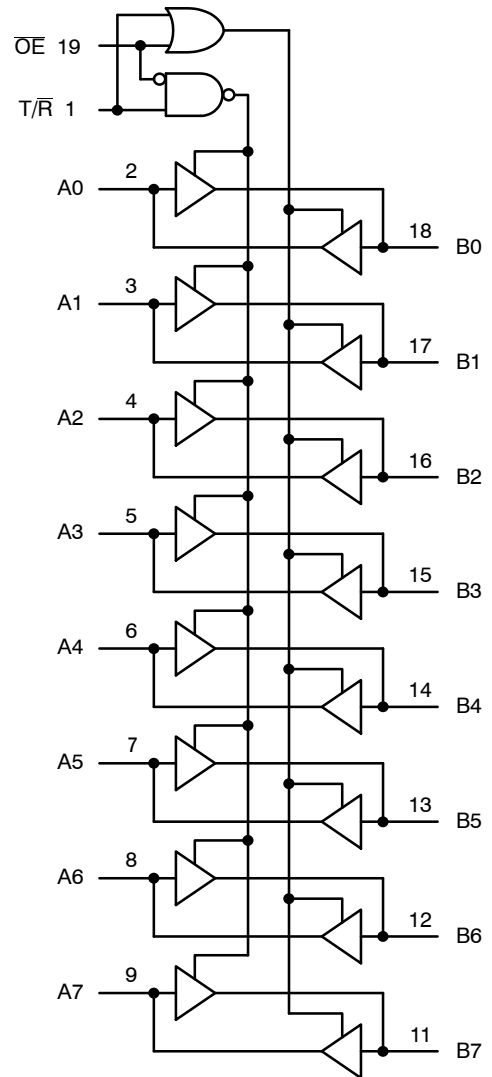 O̅E̅ 19
T/R̅ 1
A0 2
18 B0
A1 3
17 B1
A2 4
16 B2
A3 5
15 B3
A4 6
14 B4
A5 7
13 B5
A6 8
12 B6
A7 9
11 B7